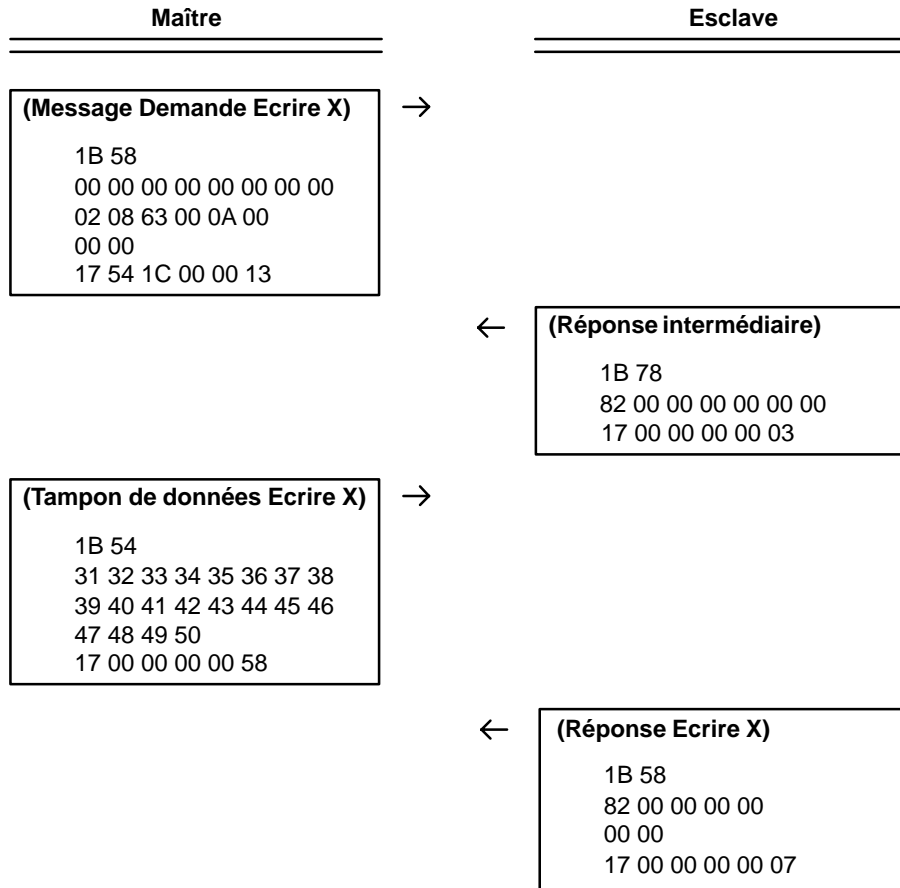 Maître
Esclave
(Message Demande Ecrire X)
1B 58
00 00 00 00 00 00 00 00
02 08 63 00 0A 00
00 00
17 54 1C 00 00 13
(Réponse intermédiaire)
1B 78
82 00 00 00 00 00 00
17 00 00 00 00 03
(Tampon de données Ecrire X)
1B 54
31 32 33 34 35 36 37 38
39 40 41 42 43 44 45 46
47 48 49 50
17 00 00 00 00 58
(Réponse Ecrire X)
1B 58
82 00 00 00 00
00 00
17 00 00 00 00 07